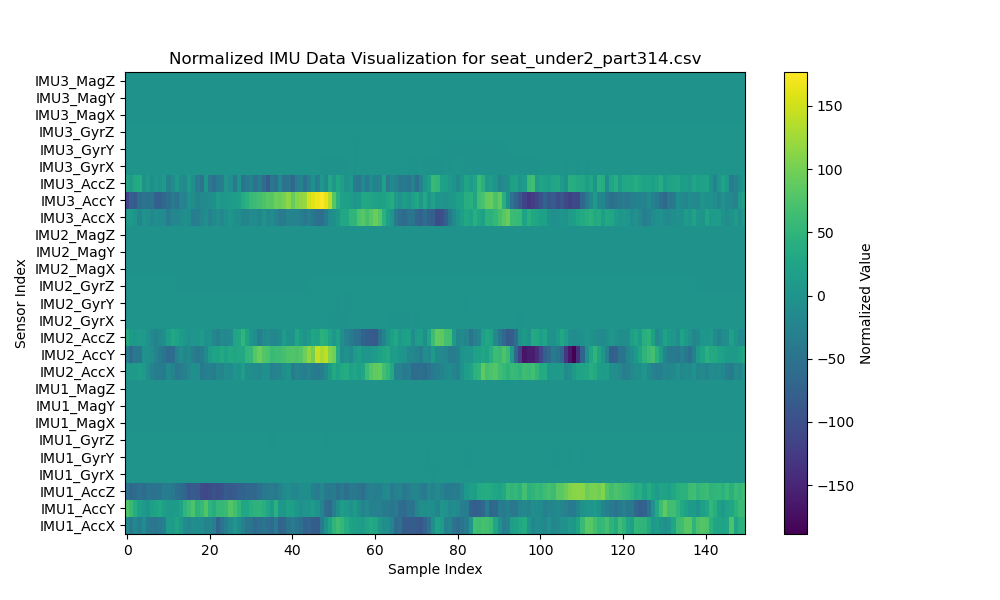 Normalized IMU Data Visualization for seat_under2_part314.csv
IMU3_MagZ
IMU3_MagY
IMU3_MagX
IMU3_GyrZ
IMU3_GyrY
IMU3_GyrX
IMU3_AccZ
IMU3_AccY
IMU3_AccX
IMU2_MagZ
IMU2_MagY
IMU2_MagX
IMU2_GyrZ
IMU2_GyrY
IMU2_GyrX
IMU2_AccZ
IMU2_AccY
IMU2_AccX
IMU1_MagZ
IMU1_MagY
IMU1_MagX
IMU1_GyrZ
IMU1_GyrY
IMU1_GyrX
IMU1_AccZ
IMU1_AccY
IMU1_AccX
Sensor Index
0 20 40 60 80 100 120 140
Sample Index
150
100
50
0
−50
−100
−150
Normalized Value